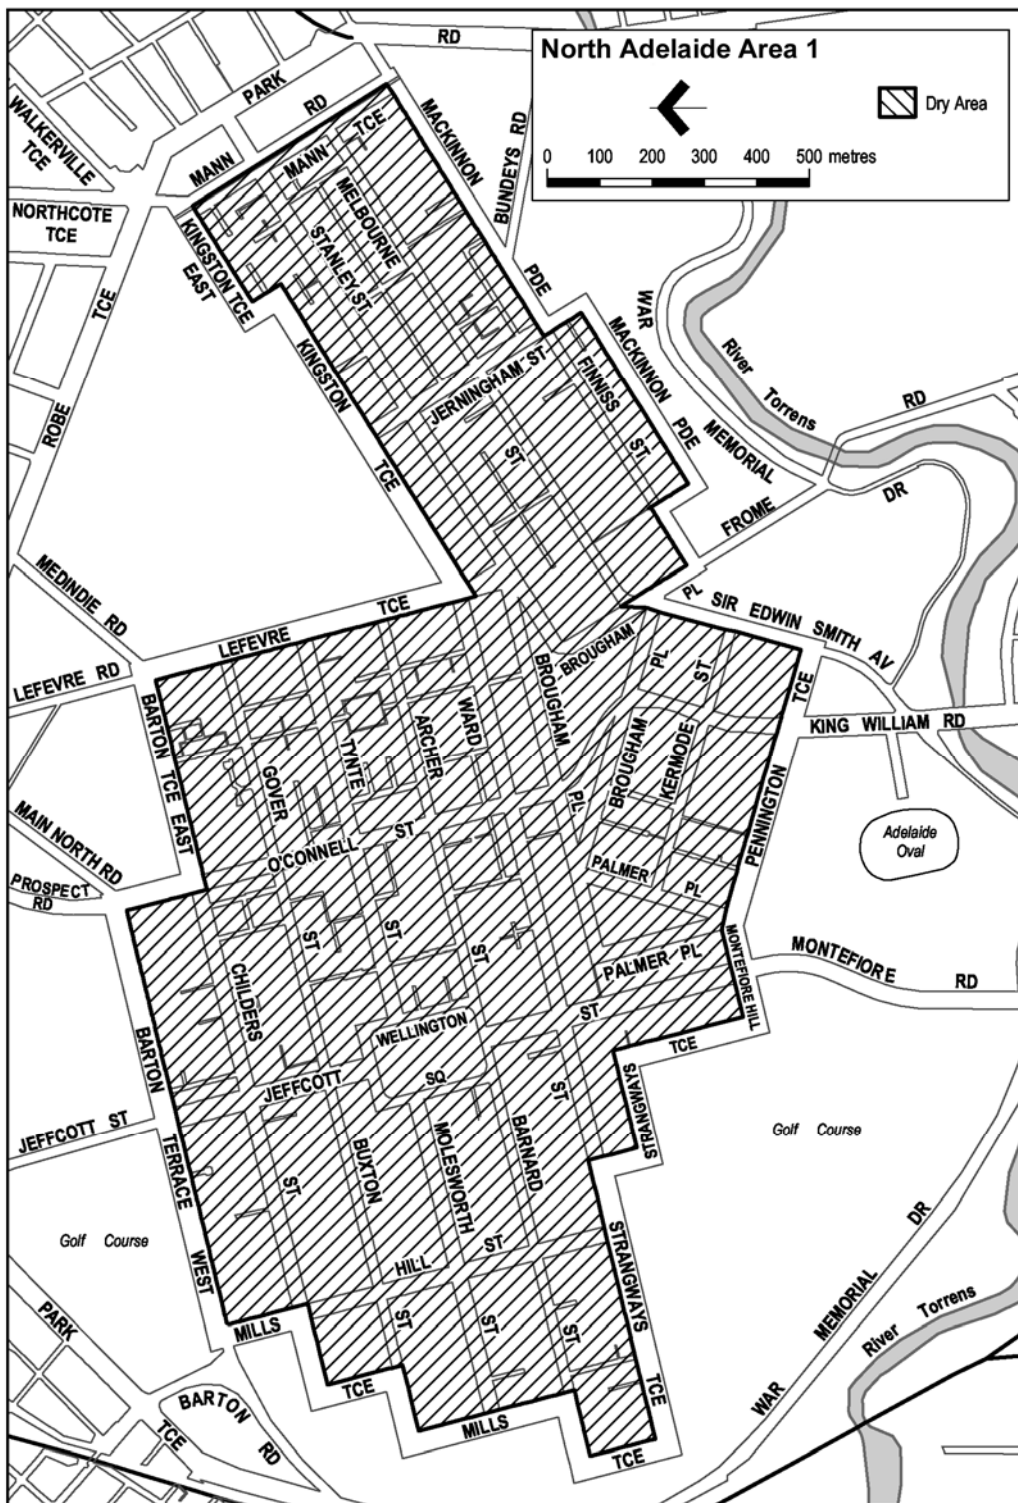 North Adelaide Area 1
Dry Area
0 100 200 300 400 500 metres
RD
PARK
RD
MANN
WALKERVILLE
TCE
NORTHCOTE
TCE
MACKINNON
BUNDEYS RD
PDE
MANN TCE
MELBOURNE
STANLEY ST
KINGSTON TCE
EAST
KINGSTON
TCE
ROBE
TCE
WAR
MEMORIAL
DR
River
Torrens
RD
FROME
MACKINNON PDE
FINNISS
ST
JERNINGHAM ST
ST
MEDINDIE RD
LEFEVRE RD
LEFEVRE
TCE
PL
SIR EDWIN SMITH AV
BROUGHAM
PL
ST
BROUGHAM
PL
BROUGHAM
KERMODE
TCE
KING WILLIAM RD
PENNINGTON
Adelaide
Oval
BARTON TCE EAST
GOVER
TYNTE
ARCHER
WARD
O'CONNELL
ST
MAIN NORTH RD
PROSPECT
RD
PALMER
PL
PALMER PL
MONTEFIORE HILL
MONTEFIORE
RD
ST
ST
ST
ST
CHILDERS
WELLINGTON
SQ
JEFFCOTT
BARTON
TERRACE
WEST
JEFFCOTT ST
TCE
STRANGWAYS
Golf Course
ST
BUXTON
MOLESWORTH
BARNARD
ST
Golf Course
HILL
ST
STRANGWAYS
TCE
DR
MEMORIAL
WAR
River Torrens
PARK
TCE
BARTON
RD
MILLS
TCE
ST
ST
ST
MILLS
TCE